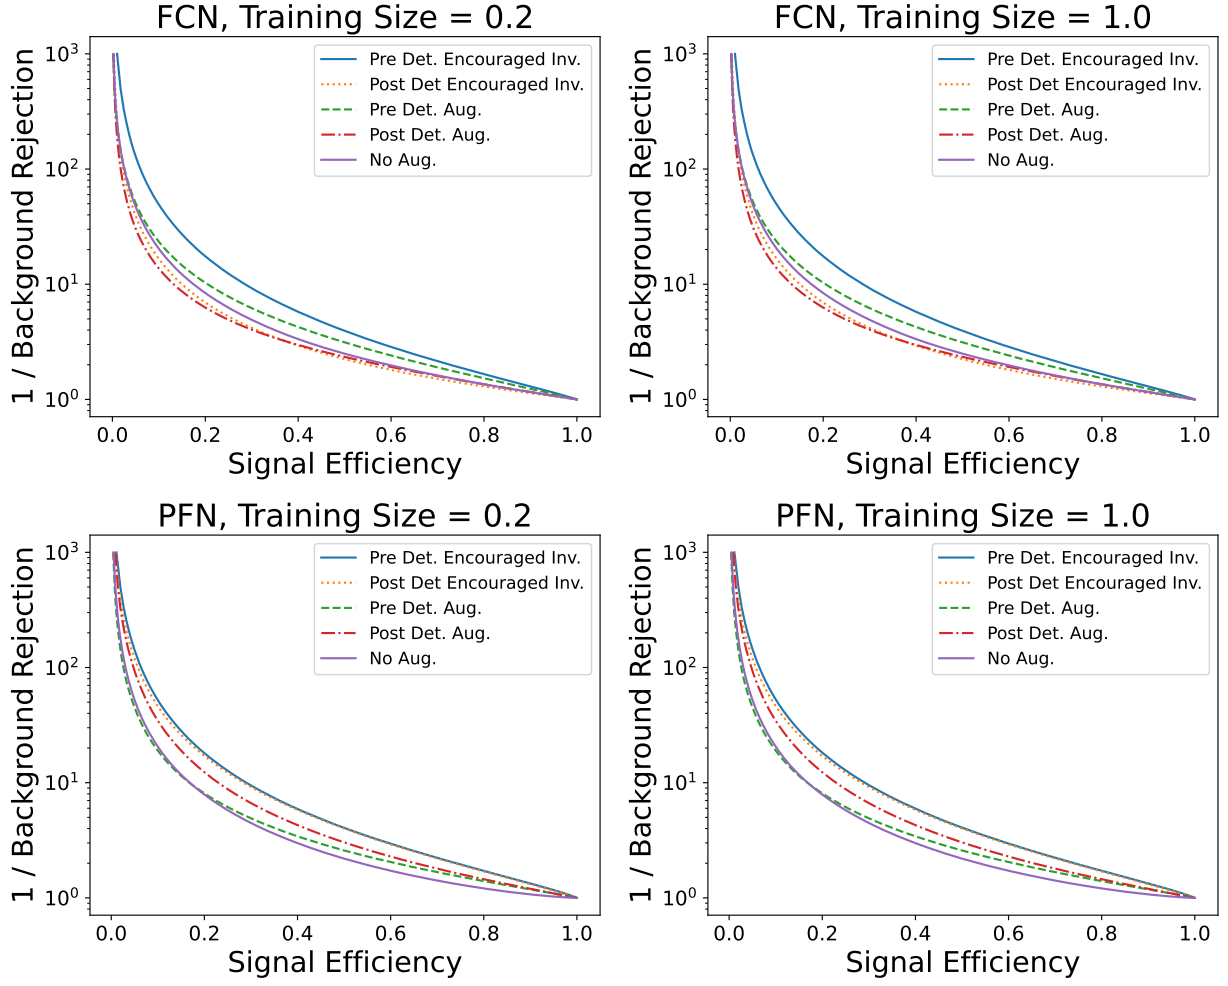 FCN, Training Size = 0.2
1 / Background Rejection
10³
10²
10¹
10⁰
Pre Det. Encouraged Inv.
Post Det Encouraged Inv.
Pre Det. Aug.
Post Det. Aug.
No Aug.
0.0 0.2 0.4 0.6 0.8 1.0
Signal Efficiency
FCN, Training Size = 1.0
1 / Background Rejection
10³
10²
10¹
10⁰
Pre Det. Encouraged Inv.
Post Det Encouraged Inv.
Pre Det. Aug.
Post Det. Aug.
No Aug.
0.0 0.2 0.4 0.6 0.8 1.0
Signal Efficiency
PFN, Training Size = 0.2
1 / Background Rejection
10³
10²
10¹
10⁰
Pre Det. Encouraged Inv.
Post Det Encouraged Inv.
Pre Det. Aug.
Post Det. Aug.
No Aug.
0.0 0.2 0.4 0.6 0.8 1.0
Signal Efficiency
PFN, Training Size = 1.0
1 / Background Rejection
10³
10²
10¹
10⁰
Pre Det. Encouraged Inv.
Post Det Encouraged Inv.
Pre Det. Aug.
Post Det. Aug.
No Aug.
0.0 0.2 0.4 0.6 0.8 1.0
Signal Efficiency